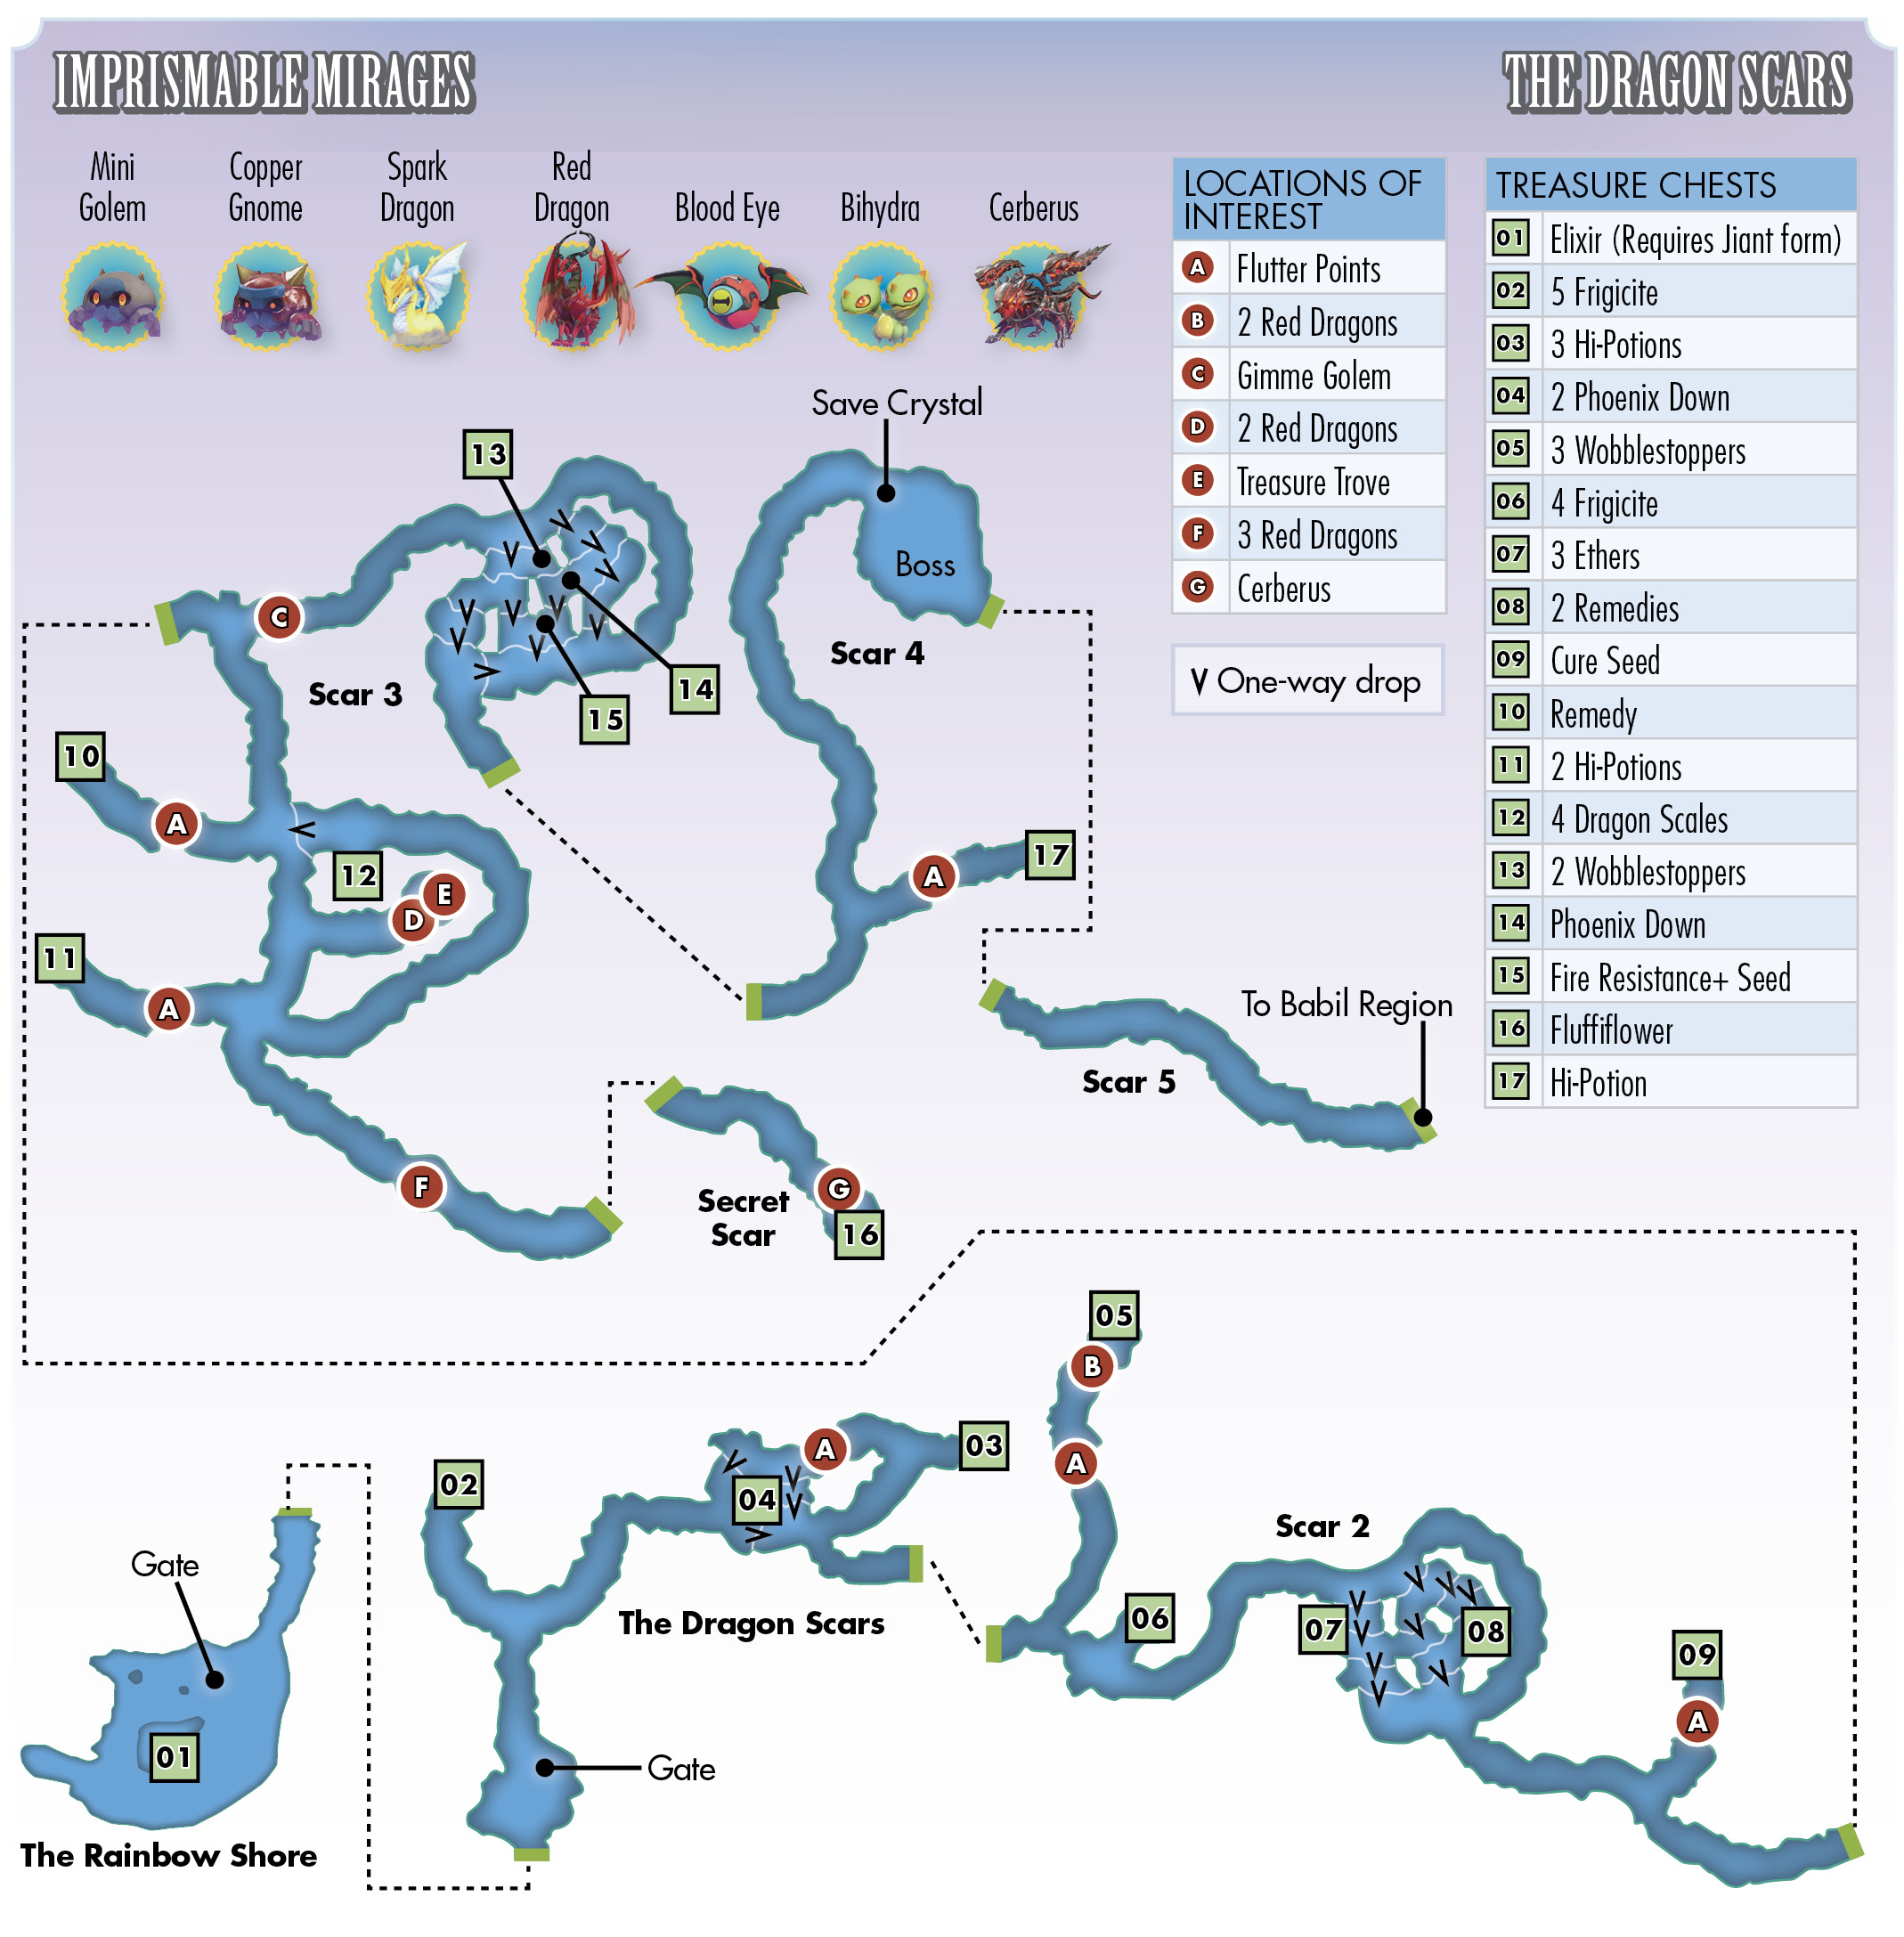 IMPRISMABLE MIRAGES
THE DRAGON SCARS
Mini
Golem
Copper
Gnome
Spark
Dragon
Red
Dragon
Blood Eye
Bihydra
Cerberus
LOCATIONS OF
INTEREST
A Flutter Points
B 2 Red Dragons
C Gimme Golem
D 2 Red Dragons
E Treasure Trove
F 3 Red Dragons
G Cerberus
V One-way drop
TREASURE CHESTS
01 Elixir (Requires Jiant form)
02 5 Frigicite
03 3 Hi-Potions
04 2 Phoenix Down
05 3 Wobblestoppers
06 4 Frigicite
07 3 Ethers
08 2 Remedies
09 Cure Seed
10 Remedy
11 2 Hi-Potions
12 4 Dragon Scales
13 2 Wobblestoppers
14 Phoenix Down
15 Fire Resistance+ Seed
16 Fluffiflower
17 Hi-Potion
Save Crystal
13
Boss
C
Scar 3
Scar 4
14
15
10
A
12
E
D
A
17
11
A
To Babil Region
Scar 5
F
Secret
Scar
G
16
05
B
A
03
A
02
04
Scar 2
Gate
The Dragon Scars
06
07
08
09
A
01
Gate
The Rainbow Shore